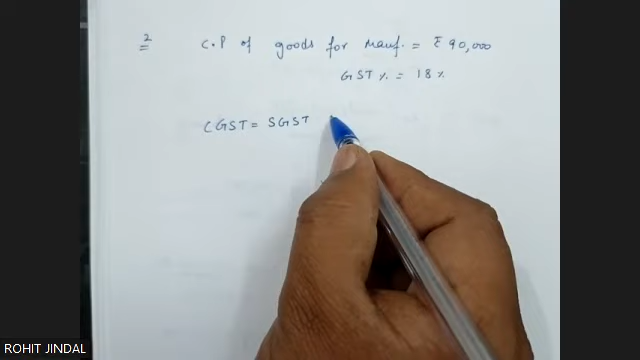 2
C.P of goods for Manf. = ₹ 90,000
GST % = 18 %
CGST = SGST
ROHIT JINDAL